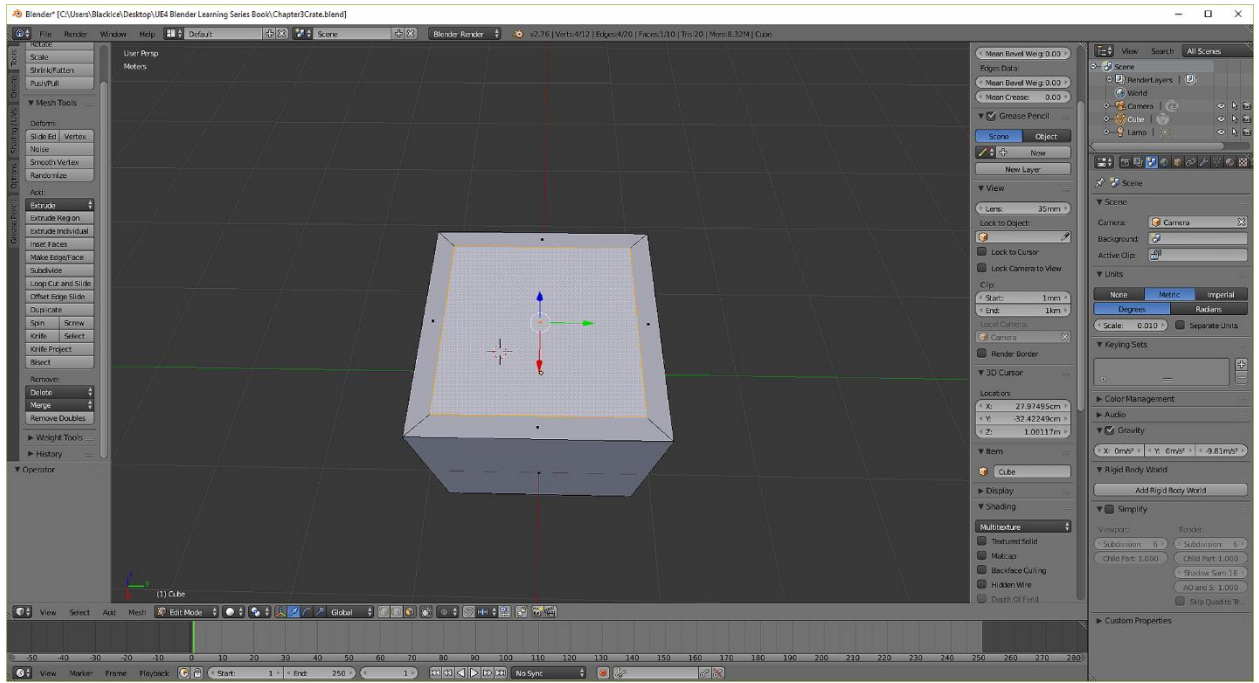 Blender* [C:\Users\BlackIce\Desktop\UE4 Blender Learning Series Book\Chapter3Crate.blend]
File Render Window Help Default Scene Blender Render v2.76 | Verts:4/12 | Edges:4/20 | Faces:1/10 | Tris:20 | Mem:8.32M | Cube
Tools
Create
Shading/UVs
Options
Grease Pencil
Rotate
Scale
Shrink/Fatten
Push/Pull
Mesh Tools
Deform:
Slide Ed Vertex
Noise
Smooth Vertex
Randomize
Add:
Extrude
Extrude Region
Extrude Individual
Inset Faces
Make Edge/Face
Subdivide
Loop Cut and Slide
Offset Edge Slide
Duplicate
Spin Screw
Knife Select
Knife Project
Bisect
Remove:
Delete
Merge
Remove Doubles
Weight Tools
History
Operator
User Persp
Meters
(1) Cube
Mean Bevel Weig: 0.00
Edges Data:
Mean Bevel Weig: 0.00
Mean Crease: 0.00
Grease Pencil
Scene Object
New
New Layer
View
Lens: 35mm
Lock to Object:
Lock to Cursor
Lock Camera to View
Clip:
Start: 1mm
End: 1km
Local Camera:
Camera
Render Border
3D Cursor
Location:
X: 27.97495cm
Y: -32.42249cm
Z: 1.00117m
Item
Cube
Display
Shading
Multitexture
Textured Solid
Matcap
Backface Culling
Hidden Wire
Depth Of Field
View Search All Scenes
Scene
RenderLayers
World
Camera
Cube
Lamp
Scene
Scene
Camera: Camera
Background:
Active Clip:
Units
None Metric Imperial
Degrees Radians
Scale: 0.010 Separate Units
Keying Sets
Color Management
Audio
Gravity
X: 0m/s² Y: 0m/s² -9.81m/s²
Rigid Body World
Add Rigid Body World
Simplify
Viewport: Render:
Subdivision: 6 Subdivision: 6
Child Part: 1.000 Child Part: 1.000
Shadow Sam: 16
AO and S: 1.000
Skip Quad to Tr...
Custom Properties
View Select Add Mesh Edit Mode Global
-50 -40 -30 -20 -10 0 10 20 30 40 50 60 70 80 90 100 110 120 130 140 150 160 170 180 190 200 210 220 230 240 250 260 270 280
View Marker Frame Playback Start: 1 End: 250 1 No Sync